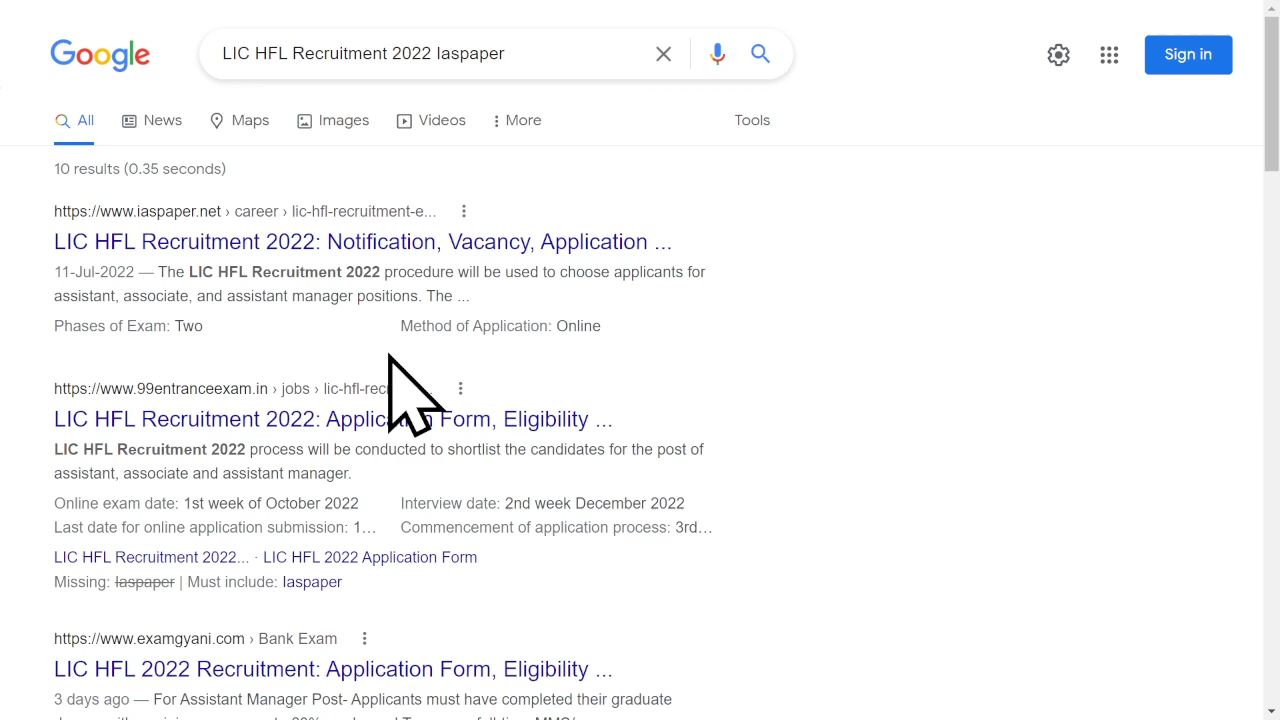 Google
LIC HFL Recruitment 2022 Iaspaper
Sign in
All News Maps Images Videos More Tools
10 results (0.35 seconds)
https://www.iaspaper.net › career › lic-hfl-recruitment-e...
LIC HFL Recruitment 2022: Notification, Vacancy, Application ...
11-Jul-2022 — The LIC HFL Recruitment 2022 procedure will be used to choose applicants for
assistant, associate, and assistant manager positions. The ...
Phases of Exam: Two Method of Application: Online
https://www.99entranceexam.in › jobs › lic-hfl-recr
LIC HFL Recruitment 2022: Application Form, Eligibility ...
LIC HFL Recruitment 2022 process will be conducted to shortlist the candidates for the post of
assistant, associate and assistant manager.
Online exam date: 1st week of October 2022 Interview date: 2nd week December 2022
Last date for online application submission: 1... Commencement of application process: 3rd...
LIC HFL Recruitment 2022... · LIC HFL 2022 Application Form
Missing: Iaspaper | Must include: Iaspaper
https://www.examgyani.com › Bank Exam
LIC HFL 2022 Recruitment: Application Form, Eligibility ...
3 days ago — For Assistant Manager Post- Applicants must have completed their graduate